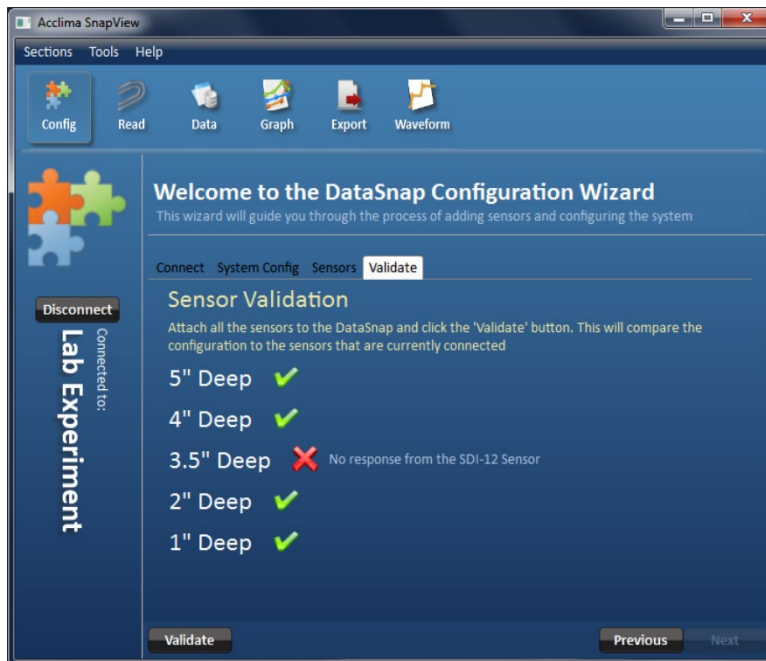 Acclima SnapView
Sections Tools Help
Config Read Data Graph Export Waveform
Welcome to the DataSnap Configuration Wizard
This wizard will guide you through the process of adding sensors and configuring the system
Connect System Config Sensors Validate
Disconnect
Connected to:
Lab Experiment
Sensor Validation
Attach all the sensors to the DataSnap and click the 'Validate' button. This will compare the
configuration to the sensors that are currently connected
5" Deep
4" Deep
3.5" Deep No response from the SDI-12 Sensor
2" Deep
1" Deep
Validate Previous Next